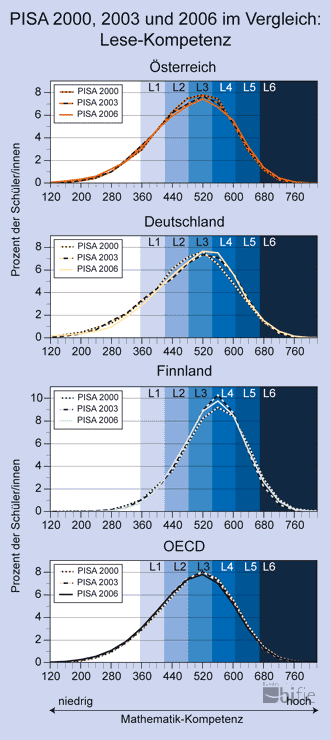 PISA 2000, 2003 und 2006 im Vergleich:
Lese-Kompetenz
Österreich
Prozent der Schüler/innen
8
6
4
2
0
PISA 2000
PISA 2003
PISA 2006
L1 L2 L3 L4 L5 L6
120 200 280 360 440 520 600 680 760
Deutschland
8
6
4
2
0
PISA 2000
PISA 2003
PISA 2006
L1 L2 L3 L4 L5 L6
120 200 280 360 440 520 600 680 760
Finnland
Prozent der Schüler/innen
10
8
6
4
2
0
PISA 2000
PISA 2003
PISA 2006
L1 L2 L3 L4 L5 L6
120 200 280 360 440 520 600 680 760
OECD
8
6
4
2
0
PISA 2000
PISA 2003
PISA 2006
L1 L2 L3 L4 L5 L6
120 200 280 360 440 520 600 680 760
bifie
niedrig hoch
Mathematik-Kompetenz